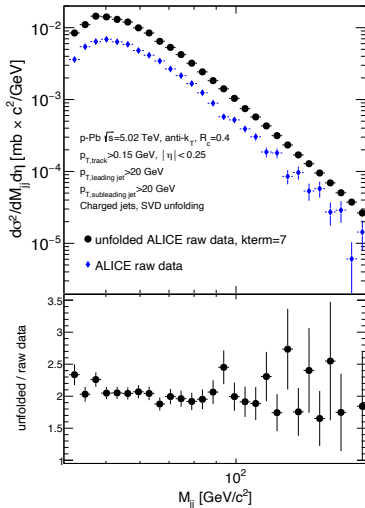 10⁻²
10⁻³
10⁻⁴
10⁻⁵
dσ²/dM_jj dη [mb × c²/GeV]
p-Pb √s=5.02 TeV, anti-k_T, R_c=0.4
p_T,track>0.15 GeV, |η|<0.25
p_T,leading jet>20 GeV
p_T,subleading jet>20 GeV
Charged jets, SVD unfolding
unfolded ALICE raw data, kterm=7
ALICE raw data
3.5
3
2.5
2
1.5
1
unfolded / raw data
10²
M_jj [GeV/c²]